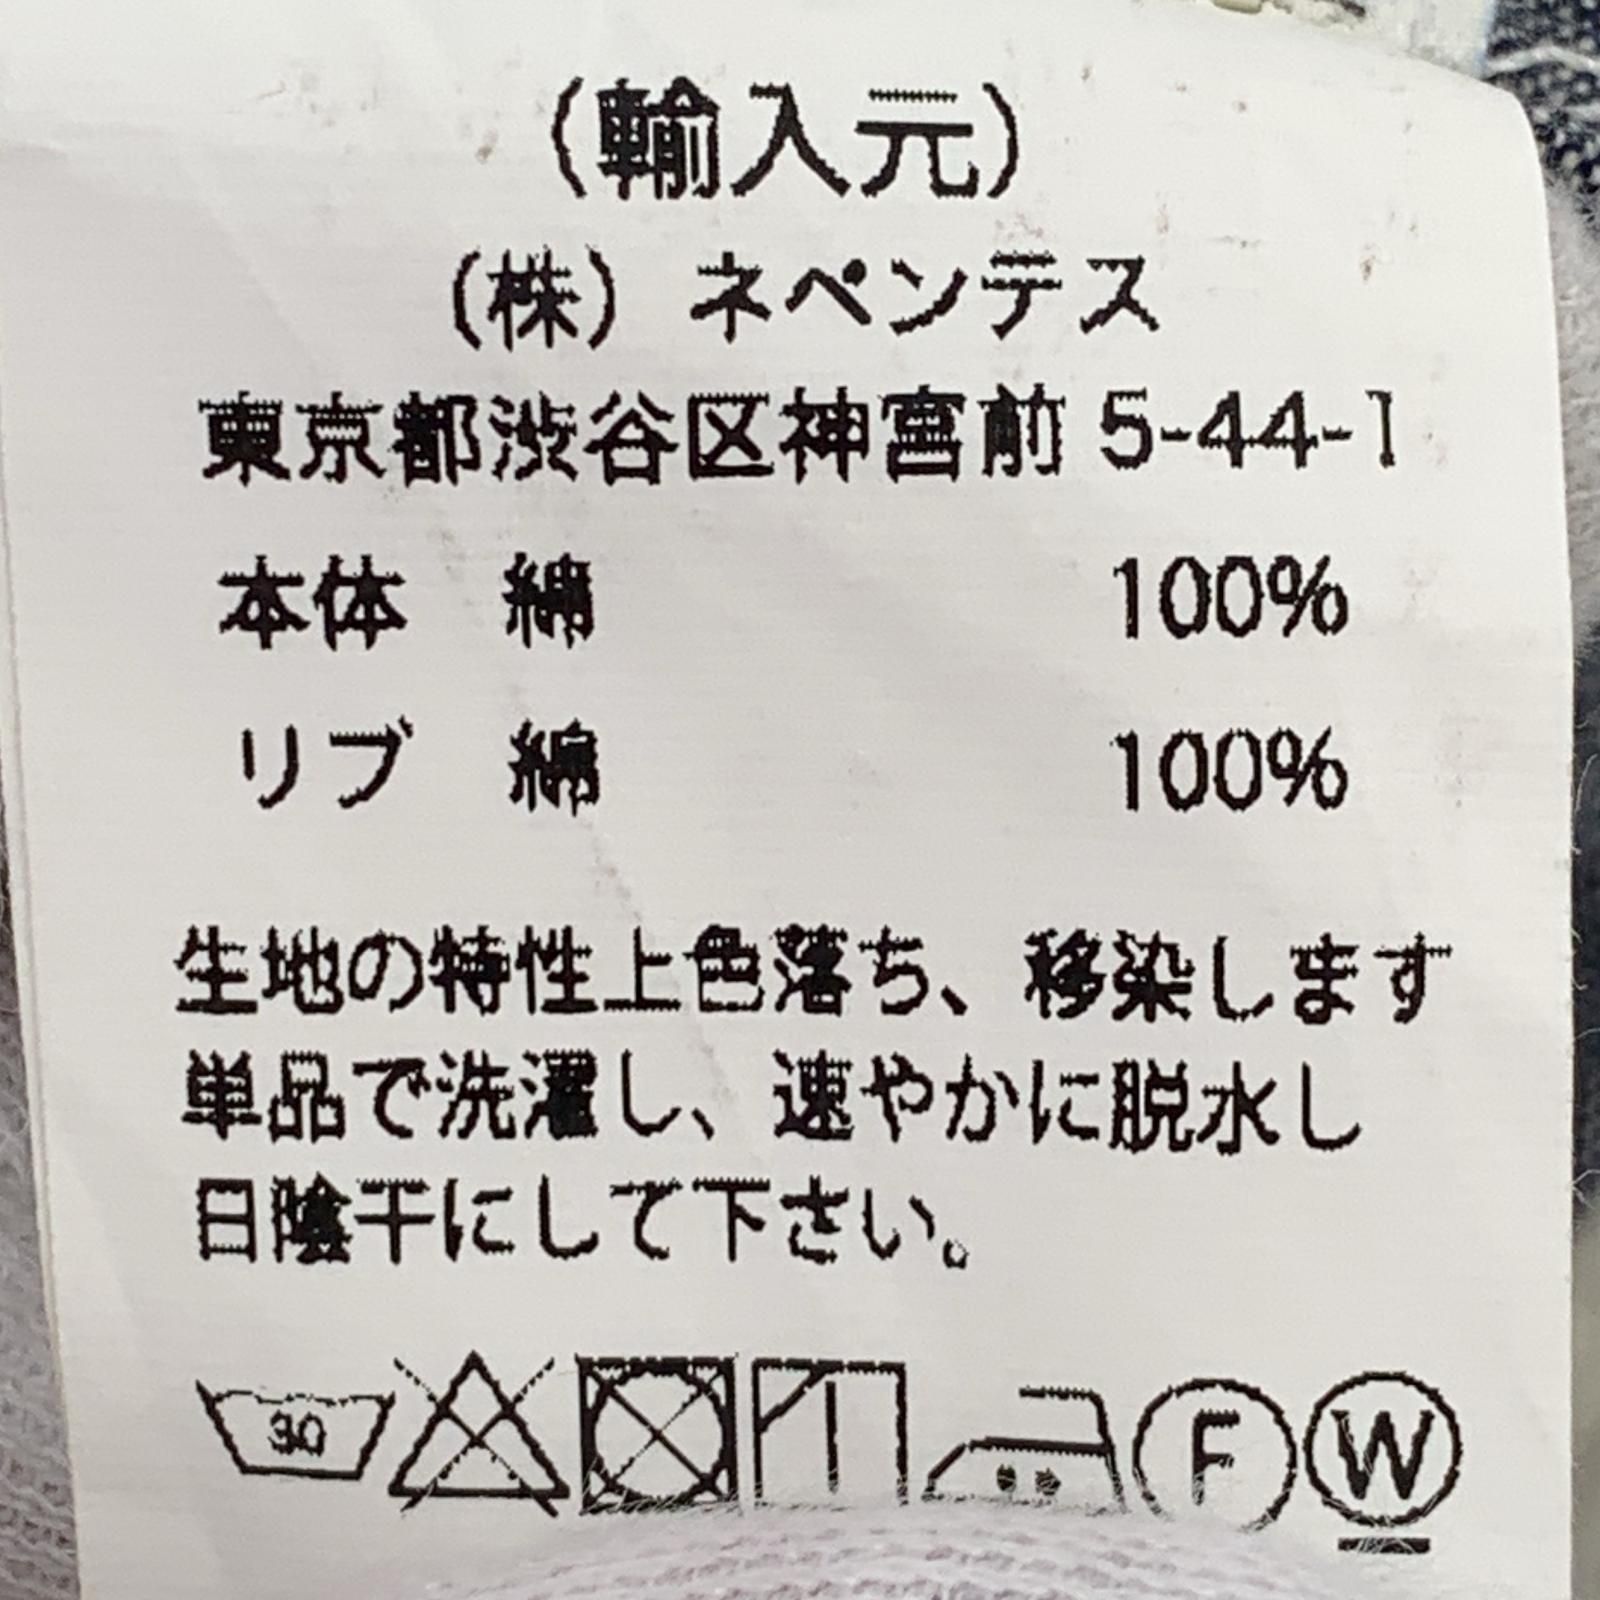 (輸入元)
(株) ネペンテス
東京都渋谷区神宮前 5-44-1
本体 綿 100%
リブ 綿 100%
生地の特性上色落ち、移染します
単品で洗濯し、速やかに脱水し
日陰干にして下さい。
30 F W